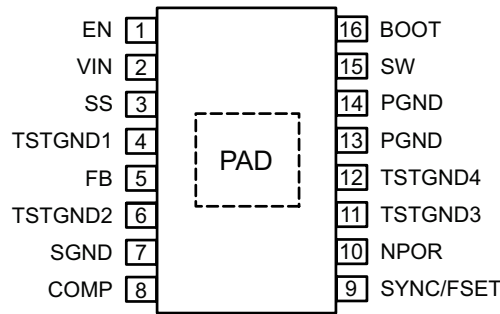 EN 1 16 BOOT
VIN 2 15 SW
SS 3 14 PGND
TSTGND1 4 13 PGND
FB 5 PAD 12 TSTGND4
TSTGND2 6 11 TSTGND3
SGND 7 10 NPOR
COMP 8 9 SYNC/FSET